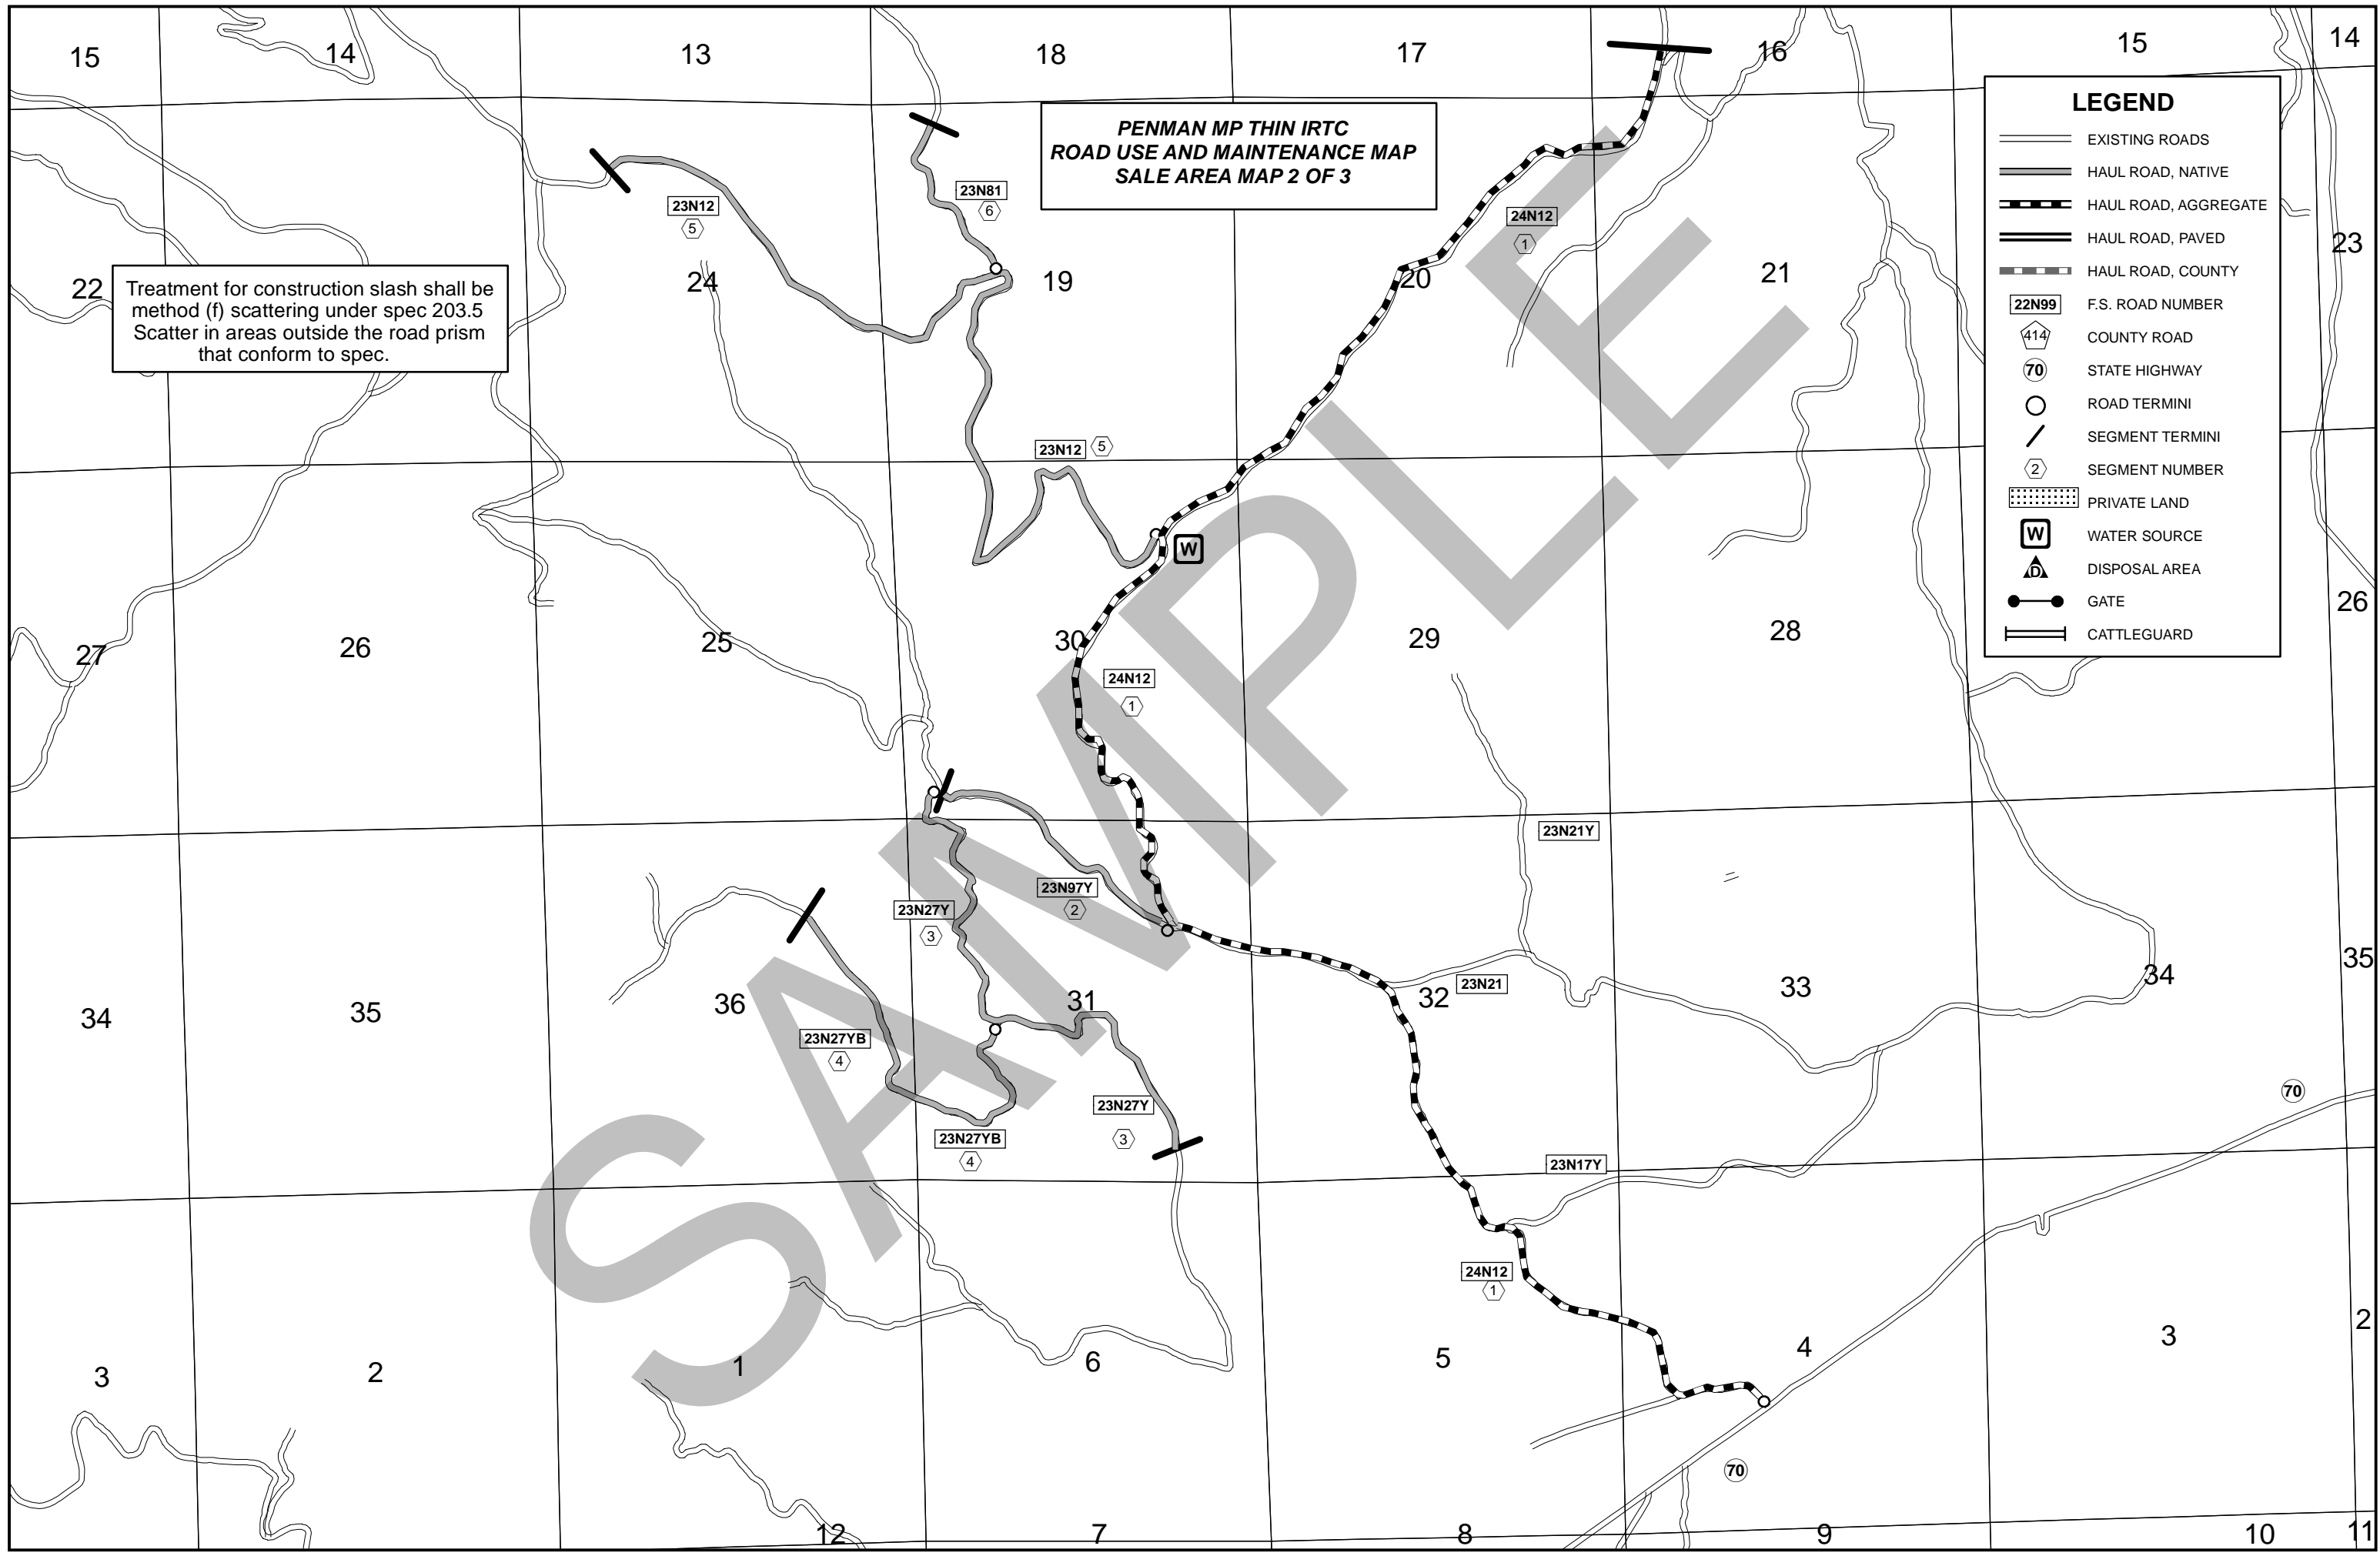 15
14
13
18
17
16
15
14
PENMAN MP THIN IRTC
ROAD USE AND MAINTENANCE MAP
SALE AREA MAP 2 OF 3
LEGEND
EXISTING ROADS
HAUL ROAD, NATIVE
HAUL ROAD, AGGREGATE
HAUL ROAD, PAVED
HAUL ROAD, COUNTY
22N99 F.S. ROAD NUMBER
414 COUNTY ROAD
70 STATE HIGHWAY
ROAD TERMINI
SEGMENT TERMINI
2 SEGMENT NUMBER
PRIVATE LAND
W WATER SOURCE
D DISPOSAL AREA
GATE
CATTLEGUARD
23N12
5
23N81
6
24N12
1
22
Treatment for construction slash shall be
method (f) scattering under spec 203.5
Scatter in areas outside the road prism
that conform to spec.
24
19
20
21
23
23N12 5
W
27
26
25
30
29
28
26
24N12
1
23N21Y
23N97Y
2
23N27Y
3
23N21
34
35
36
31
32
33
34
35
23N27YB
4
23N27Y
3
23N27YB
4
23N17Y
70
24N12
1
3
2
1
6
5
4
3
2
70
12
7
8
9
10
11
SAMPLE